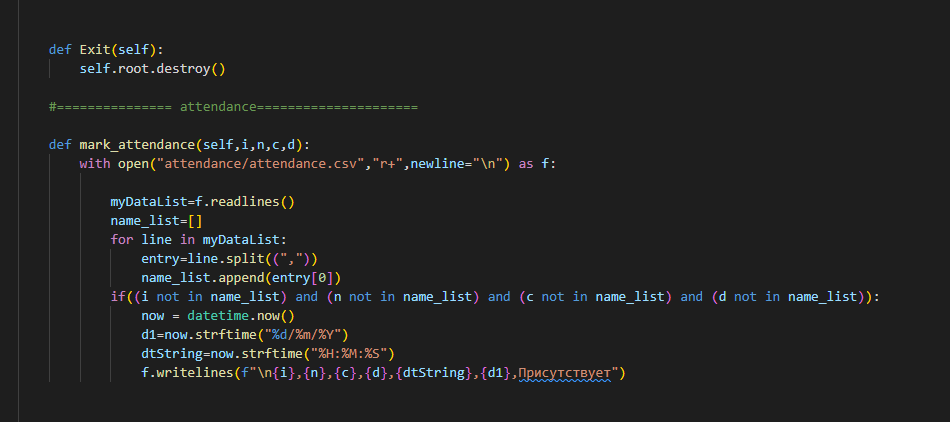 def Exit(self):
self.root.destroy()
#=============== attendance=====================
def mark_attendance(self,i,n,c,d):
with open("attendance/attendance.csv","r+",newline="\n") as f:
myDataList=f.readlines()
name_list=[]
for line in myDataList:
entry=line.split((","))
name_list.append(entry[0])
if((i not in name_list) and (n not in name_list) and (c not in name_list) and (d not in name_list)):
now = datetime.now()
d1=now.strftime("%d/%m/%Y")
dtString=now.strftime("%H:%M:%S")
f.writelines(f"\n{i},{n},{c},{d},{dtString},{d1},Присутствует")